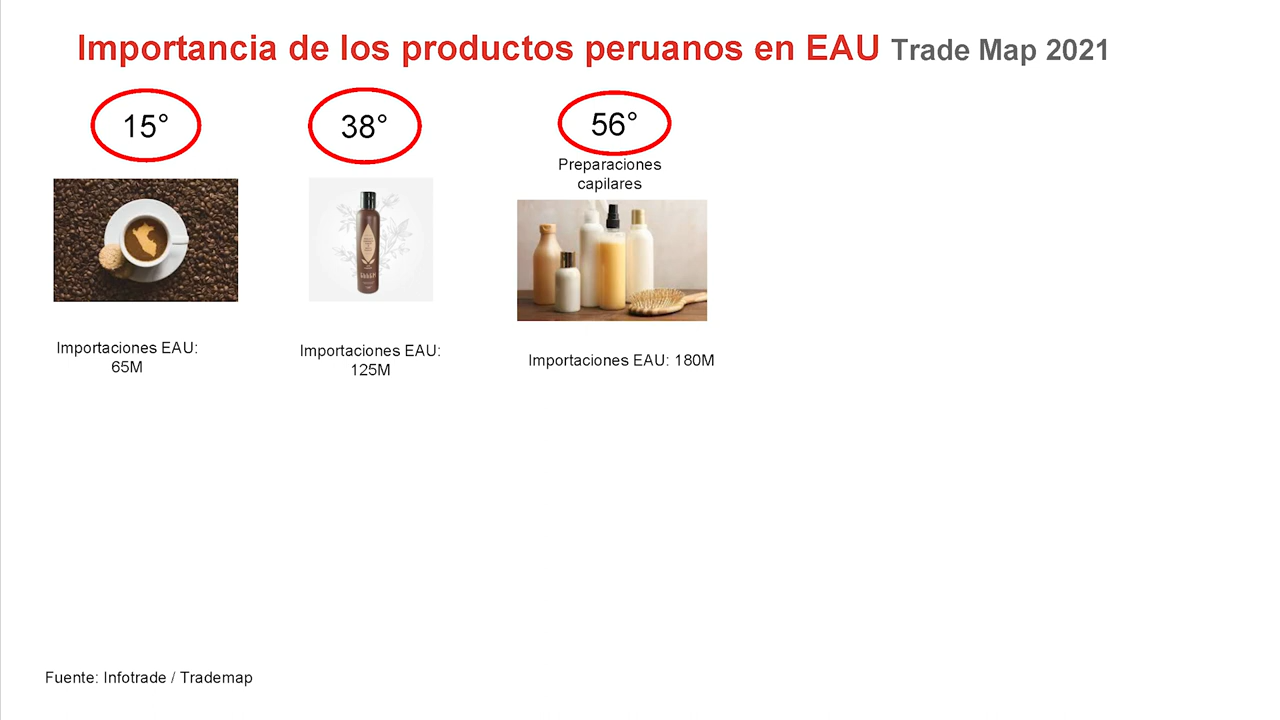 Importancia de los productos peruanos en EAU Trade Map 2021
15°
38°
56°
Preparaciones
capilares
Importaciones EAU:
65M
Importaciones EAU:
125M
Importaciones EAU: 180M
Fuente: Infotrade / Trademap